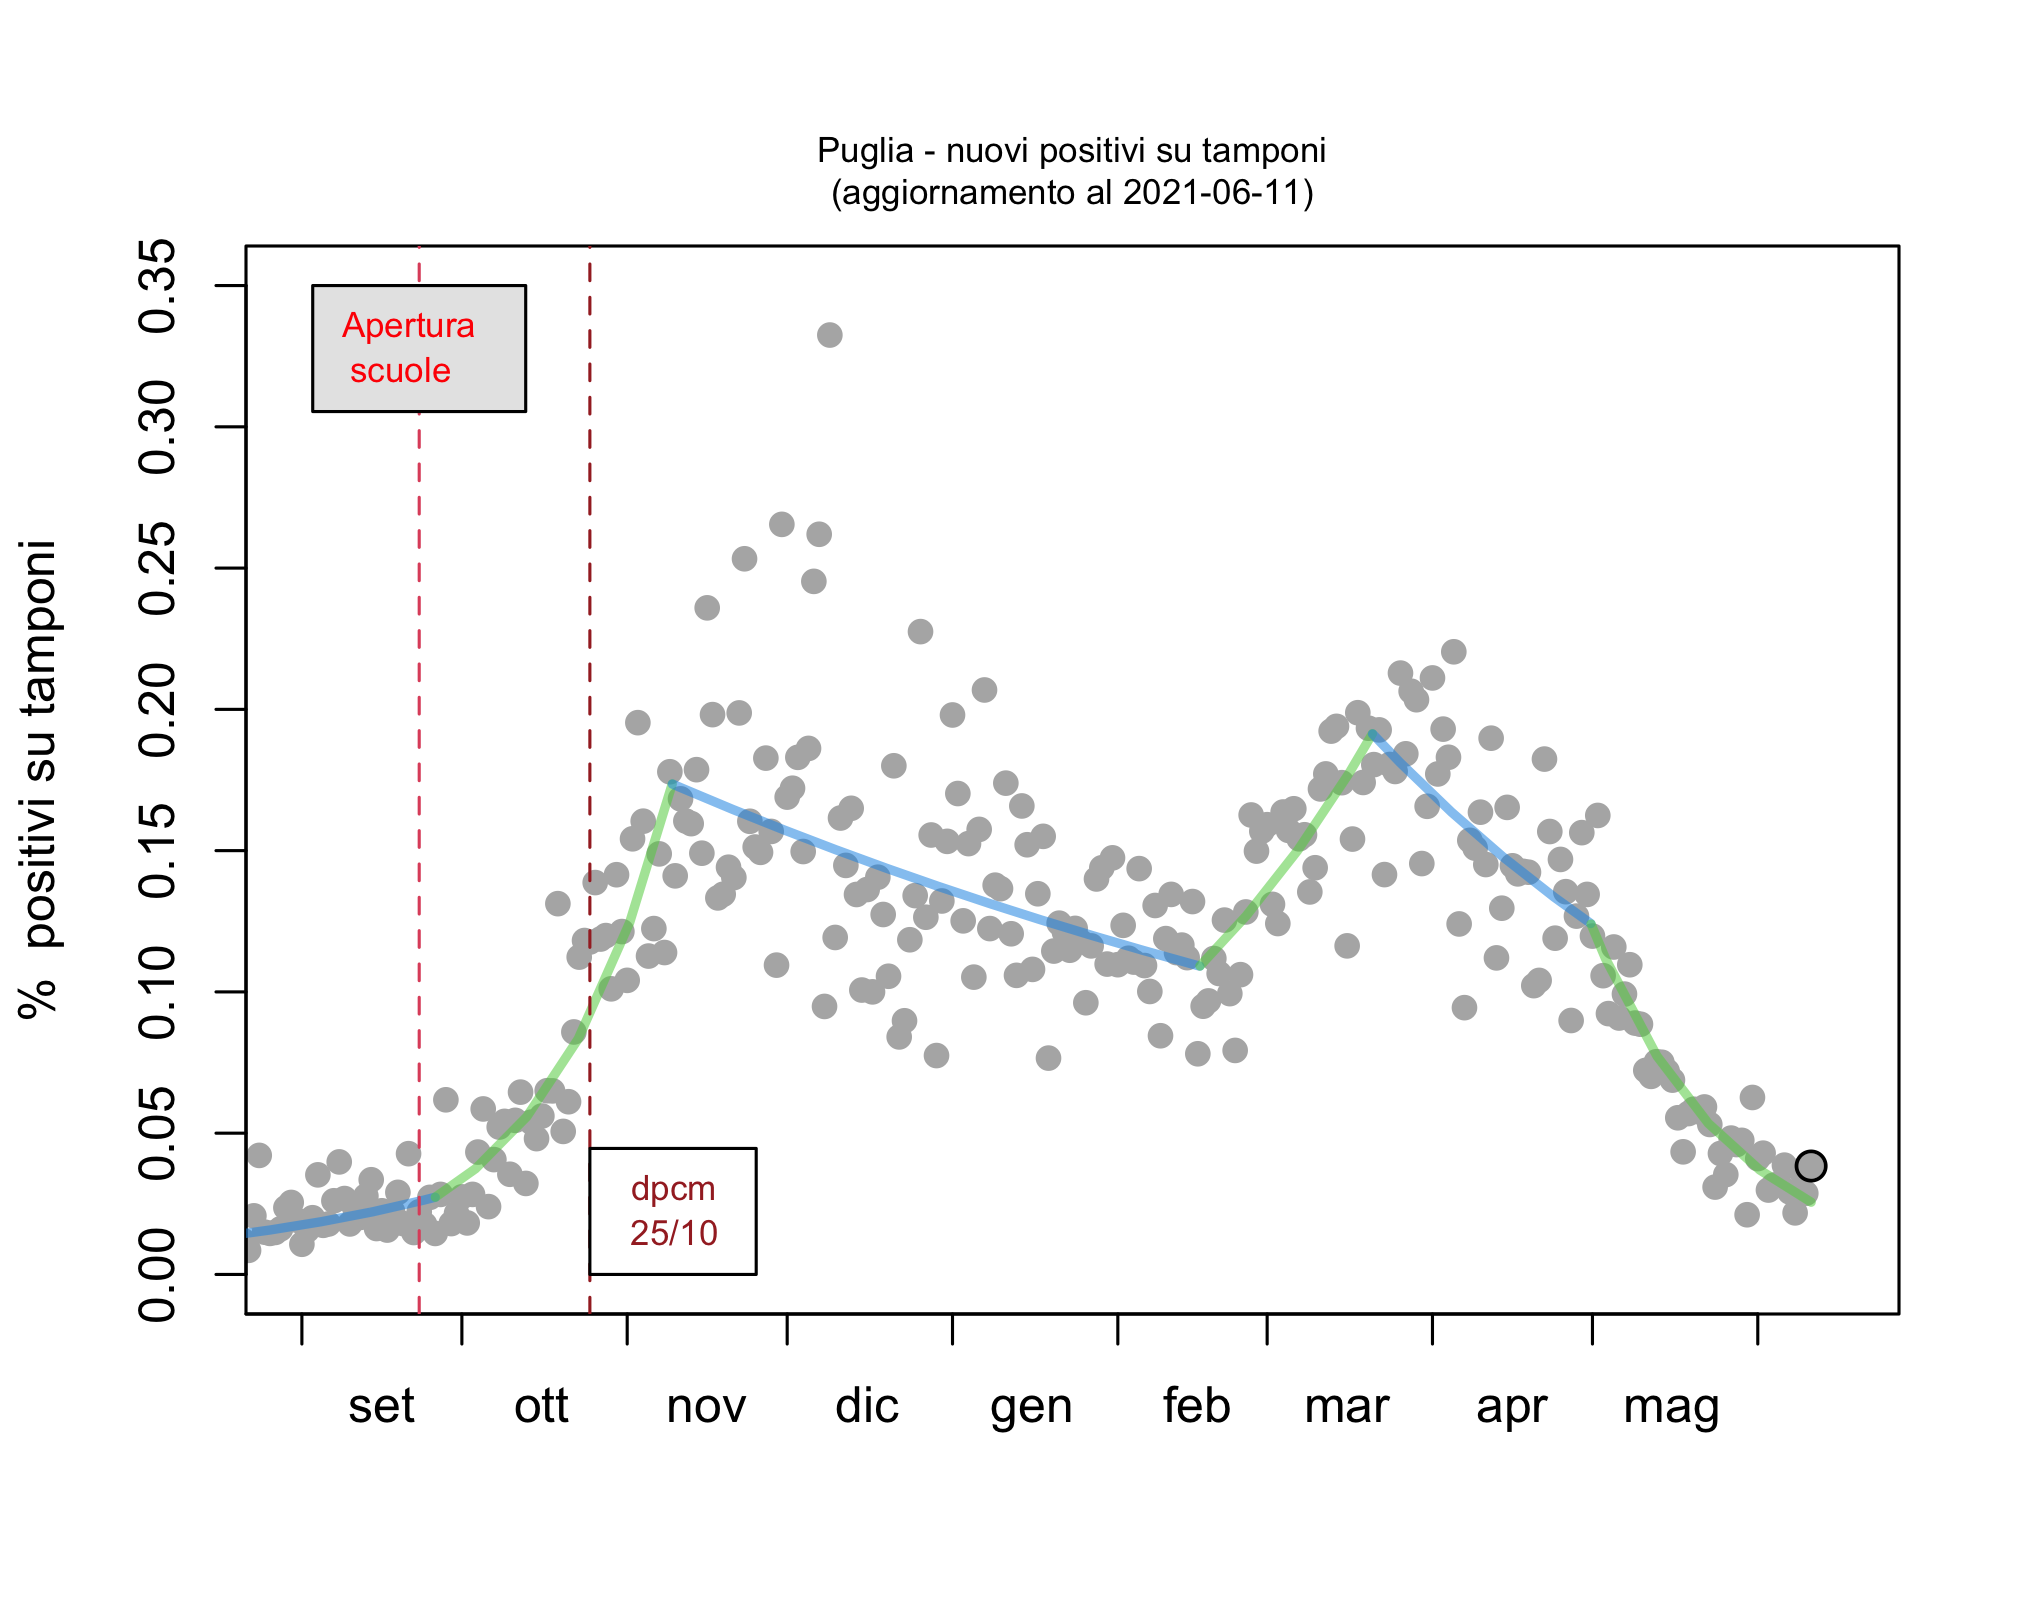 Puglia - nuovi positivi su tamponi
(aggiornamento al 2021-06-11)
% positivi su tamponi
0.35
0.30
0.25
0.20
0.15
0.10
0.05
0.00
Apertura
scuole
dpcm
25/10
set ott nov dic gen feb mar apr mag